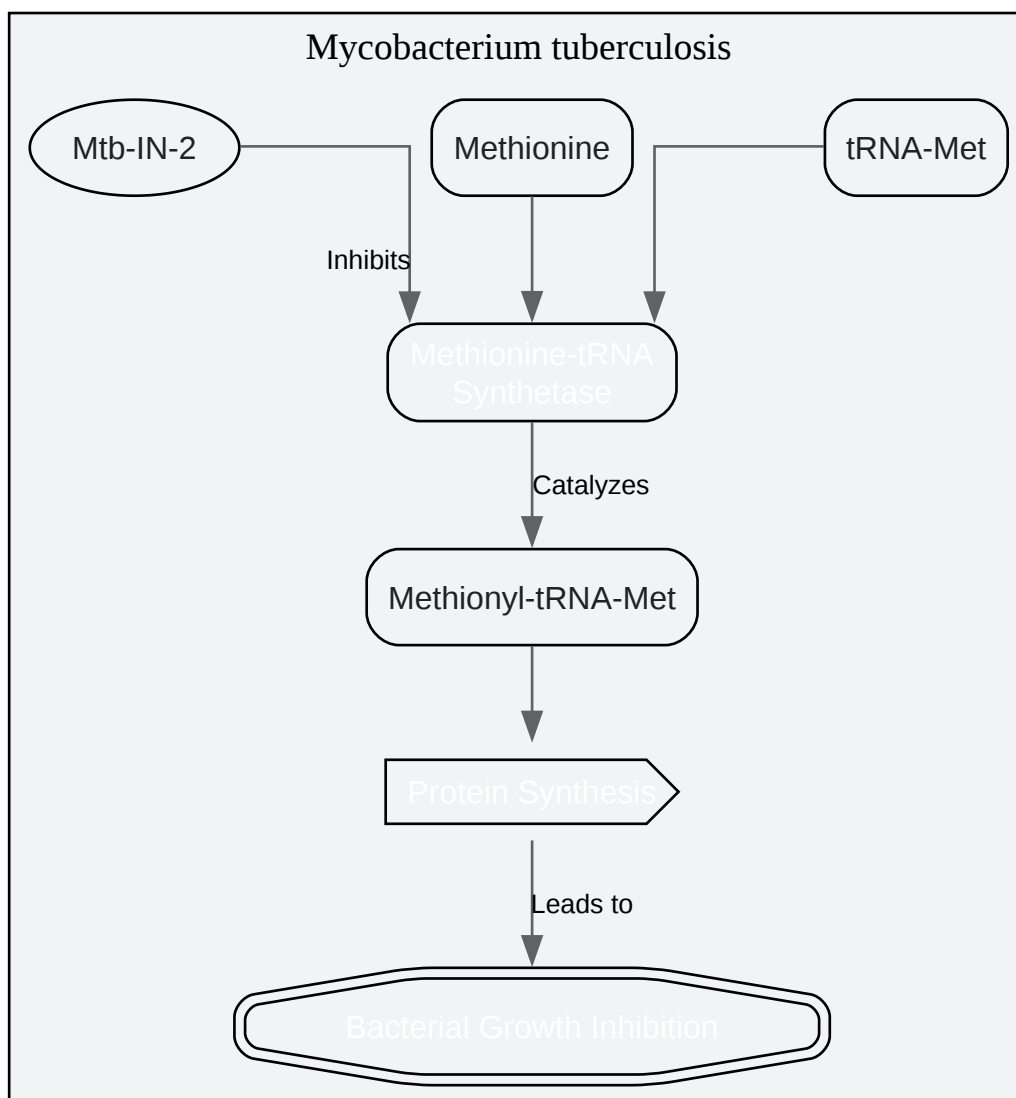 Mycobacterium tuberculosis
Mtb-IN-2
Methionine
tRNA-Met
Inhibits
Methionine-tRNA
Synthetase
Catalyzes
Methionyl-tRNA-Met
Protein Synthesis
Leads to
Bacterial Growth Inhibition